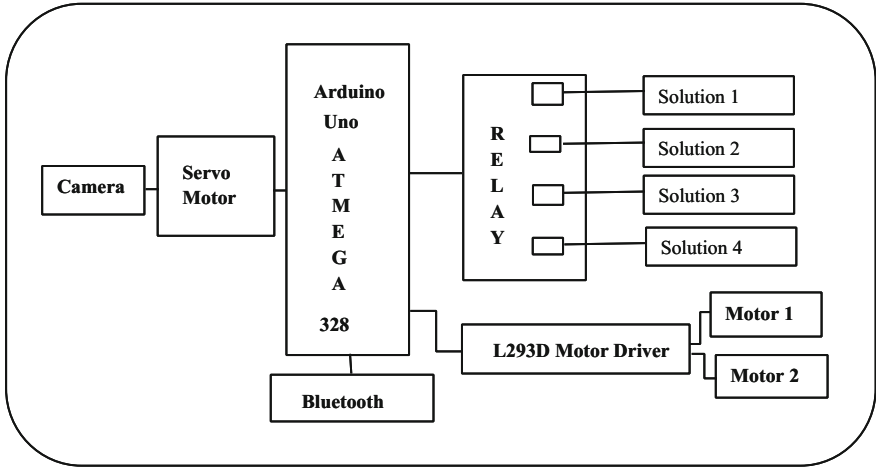 Camera
Servo
Motor
Arduino
Uno
A
T
M
E
G
A
328
Bluetooth
R
E
L
A
Y
Solution 1
Solution 2
Solution 3
Solution 4
L293D Motor Driver
Motor 1
Motor 2